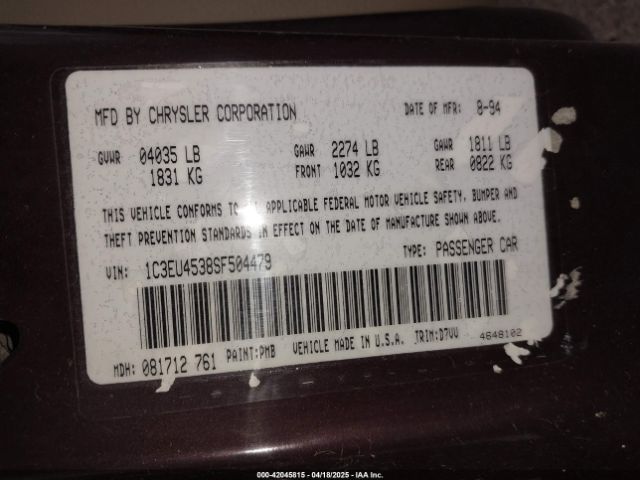 MFD BY CHRYSLER CORPORATION DATE OF MFR: 8-94
GVWR 04035 LB GAWR 2274 LB GAWR 1811 LB
1831 KG FRONT 1032 KG REAR 0822 KG
THIS VEHICLE CONFORMS TO ALL APPLICABLE FEDERAL MOTOR VEHICLE SAFETY, BUMPER AND
THEFT PREVENTION STANDARDS IN EFFECT ON THE DATE OF MANUFACTURE SHOWN ABOVE.
VIN: 1C3EU4538SF504479 TYPE: PASSENGER CAR
MDH: 081712 761 PAINT:PMB VEHICLE MADE IN U.S.A. TRIM:D7VV 4648102
000-42045815 - 04/18/2025 - IAA Inc.